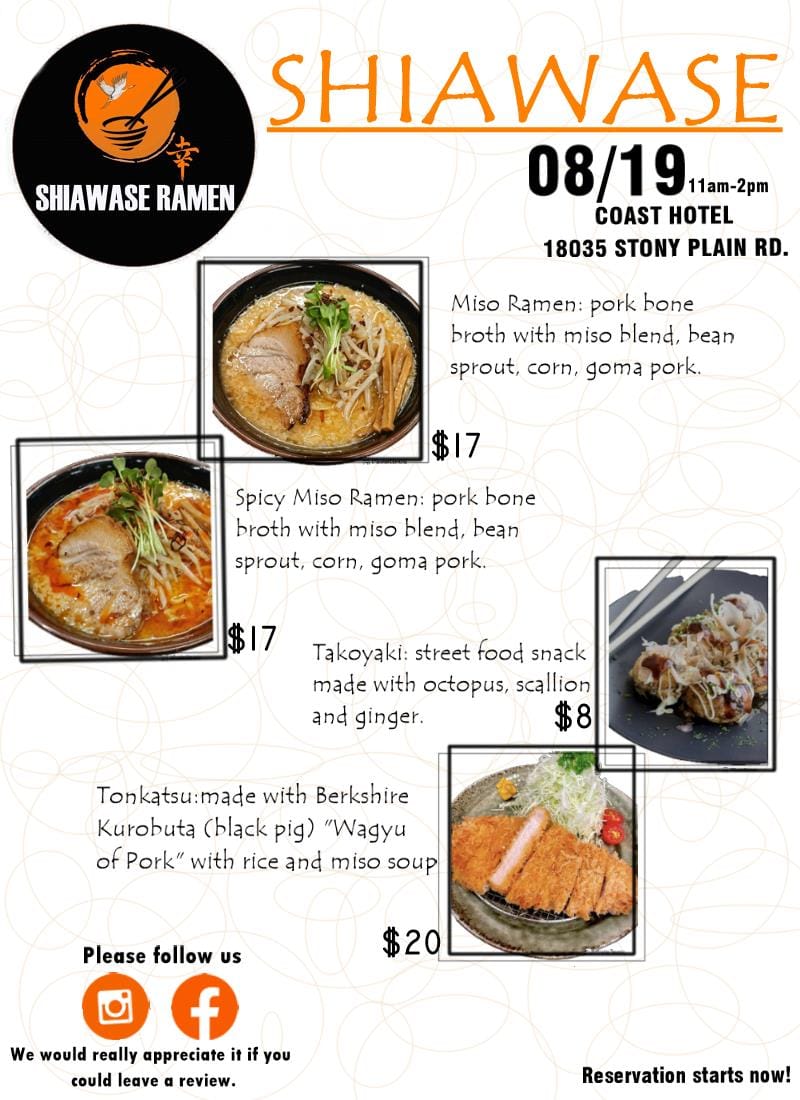 幸
SHIAWASE RAMEN
SHIAWASE
08/19 11am-2pm
COAST HOTEL
18035 STONY PLAIN RD.
Miso Ramen: pork bone
broth with miso blend, bean
sprout, corn, goma pork.
$17
Spicy Miso Ramen: pork bone
broth with miso blend, bean
sprout, corn, goma pork.
$17
Takoyaki: street food snack
made with octopus, scallion
and ginger.
$8
Tonkatsu:made with Berkshire
Kurobuta (black pig) "Wagyu
of Pork" with rice and miso soup
$20
Please follow us
We would really appreciate it if you
could leave a review.
Reservation starts now!